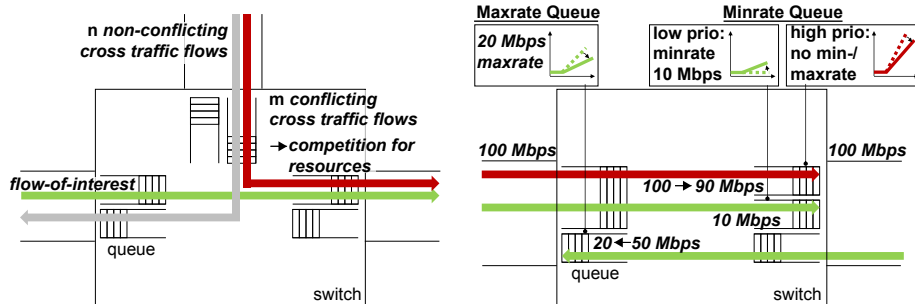 n non-conflicting
cross traffic flows
m conflicting
cross traffic flows
→competition for
resources
flow-of-interest
queue
switch
Maxrate Queue
Minrate Queue
20 Mbps
maxrate
low prio:
minrate
10 Mbps
high prio:
no min-/
maxrate
100 Mbps
100 Mbps
100→90 Mbps
10 Mbps
20←50 Mbps
queue
switch